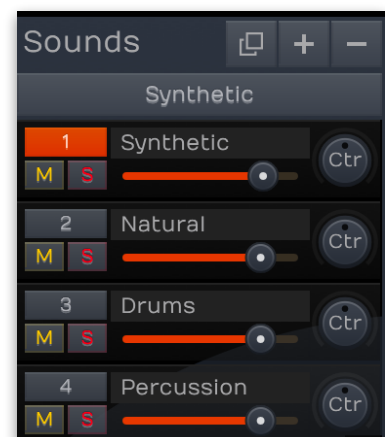 Sounds + −
Synthetic
1 Synthetic Ctr
M S
2 Natural Ctr
M S
3 Drums Ctr
M S
4 Percussion Ctr
M S